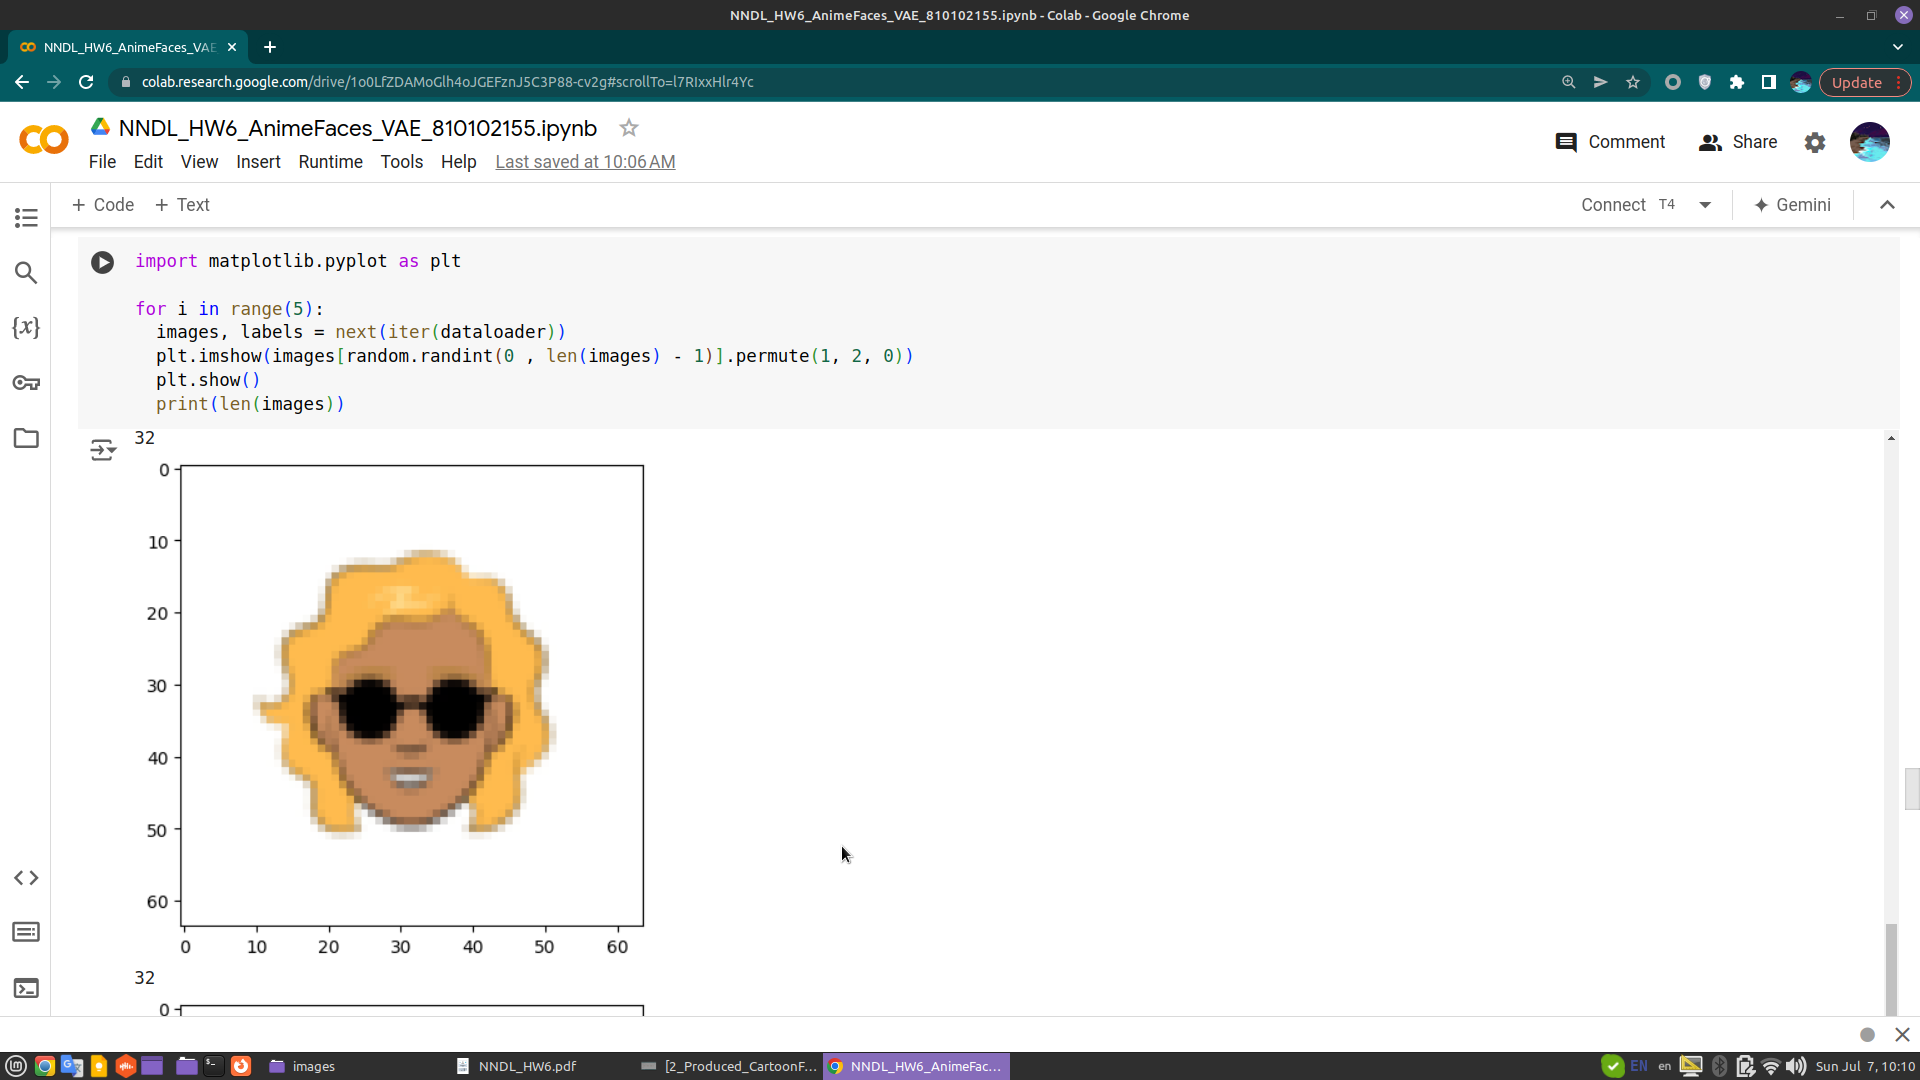 NNDL_HW6_AnimeFaces_VAE_810102155.ipynb - Colab - Google Chrome
NNDL_HW6_AnimeFaces_VAE
colab.research.google.com/drive/1o0LfZDAMoGlh4oJGEFznJ5C3P88-cv2g#scrollTo=l7RIxxHlr4Yc
Update
NNDL_HW6_AnimeFaces_VAE_810102155.ipynb
Comment
Share
File Edit View Insert Runtime Tools Help Last saved at 10:06 AM
+ Code + Text
Connect T4
Gemini
import matplotlib.pyplot as plt
for i in range(5):
images, labels = next(iter(dataloader))
plt.imshow(images[random.randint(0 , len(images) - 1)].permute(1, 2, 0))
plt.show()
print(len(images))
32
0
10
20
30
40
50
60
0 10 20 30 40 50 60
32
0
images
NNDL_HW6.pdf
[2_Produced_CartoonF...
NNDL_HW6_AnimeFac...
EN
en
Sun Jul 7, 10:10